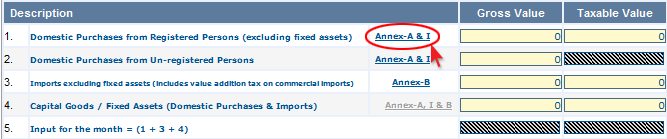 Description Gross Value Taxable Value
1. Domestic Purchases from Registered Persons (excluding fixed assets) Annex-A & I 0 0
2. Domestic Purchases from Un-registered Persons Annex-A & I 0
3. Imports excluding fixed assets (includes value addition tax on commercial imports) Annex-B 0 0
4. Capital Goods / Fixed Assets (Domestic Purchases & Imports) Annex-A, I & B 0 0
5. Input for the month = (1 + 3 + 4)